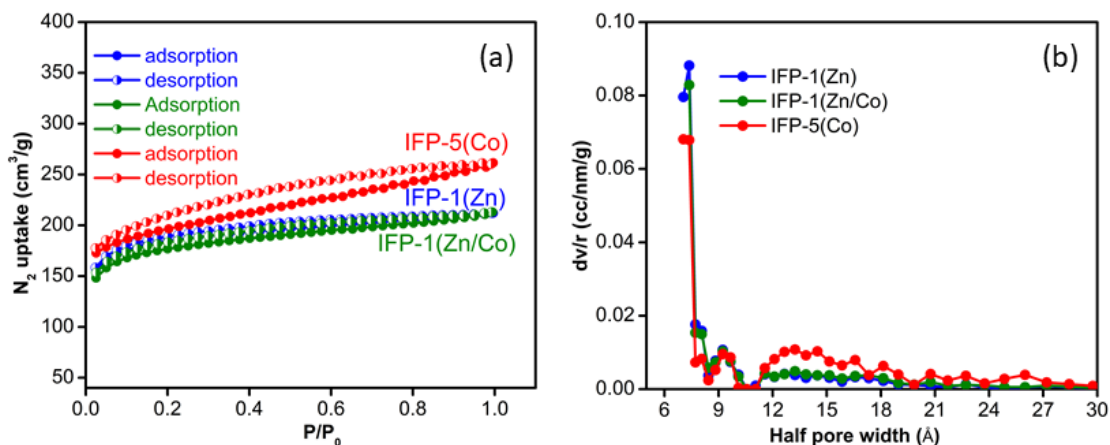 (a)
400
350
300
250
200
150
100
50
N2 uptake (cm3/g)
adsorption
desorption
Adsorption
desorption
adsorption
desorption
IFP-5(Co)
IFP-1(Zn)
IFP-1(Zn/Co)
0.0 0.2 0.4 0.6 0.8 1.0
P/P0
(b)
0.10
0.08
0.06
0.04
0.02
0.00
dv/r (cc/nm/g)
IFP-1(Zn)
IFP-1(Zn/Co)
IFP-5(Co)
6 9 12 15 18 21 24 27 30
Half pore width (Å)